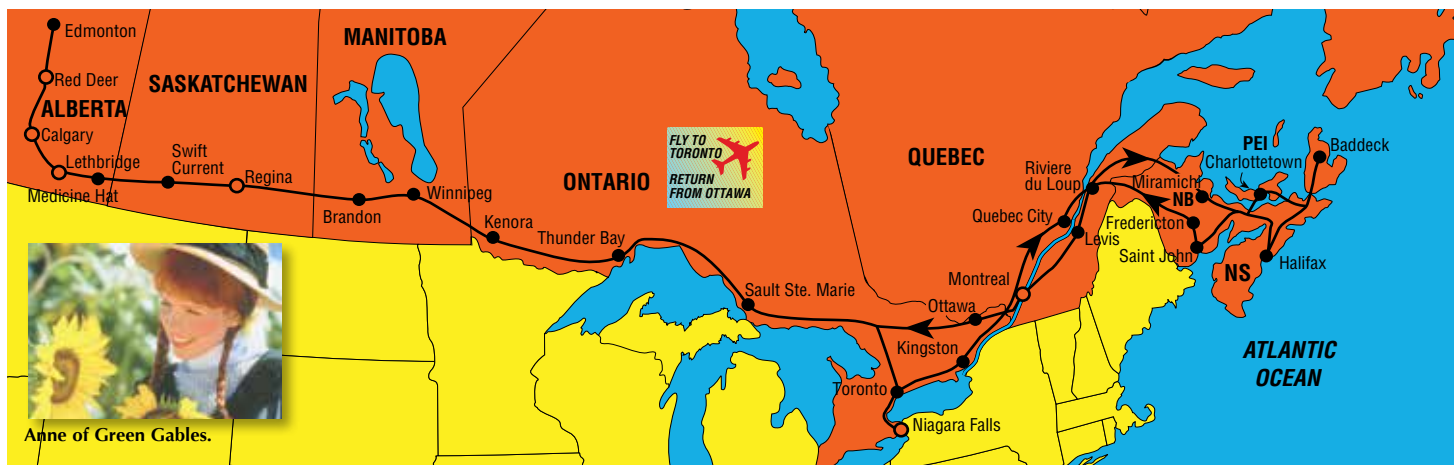 Edmonton
Red Deer
ALBERTA
Calgary
Lethbridge
Medicine Hat
SASKATCHEWAN
Swift
Current
Regina
MANITOBA
Brandon
Winnipeg
Kenora
Thunder Bay
ONTARIO
FLY TO
TORONTO
RETURN
FROM OTTAWA
Sault Ste. Marie
QUEBEC
Riviere
du Loup
Quebec City
Levis
Montreal
Ottawa
Kingston
Toronto
Niagara Falls
PEI
Charlottetown
Baddeck
Miramichi
NB
Fredericton
Saint John
Halifax
NS
ATLANTIC
OCEAN
Anne of Green Gables.